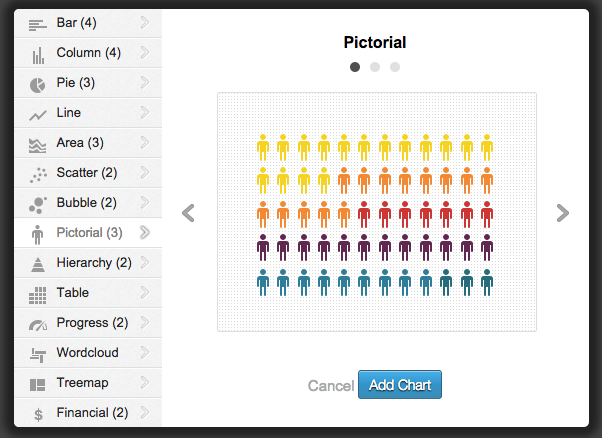 Bar (4)
Column (4)
Pie (3)
Line
Area (3)
Scatter (2)
Bubble (2)
Pictorial (3)
Hierarchy (2)
Table
Progress (2)
Wordcloud
Treemap
$ Financial (2)
Pictorial
Cancel Add Chart